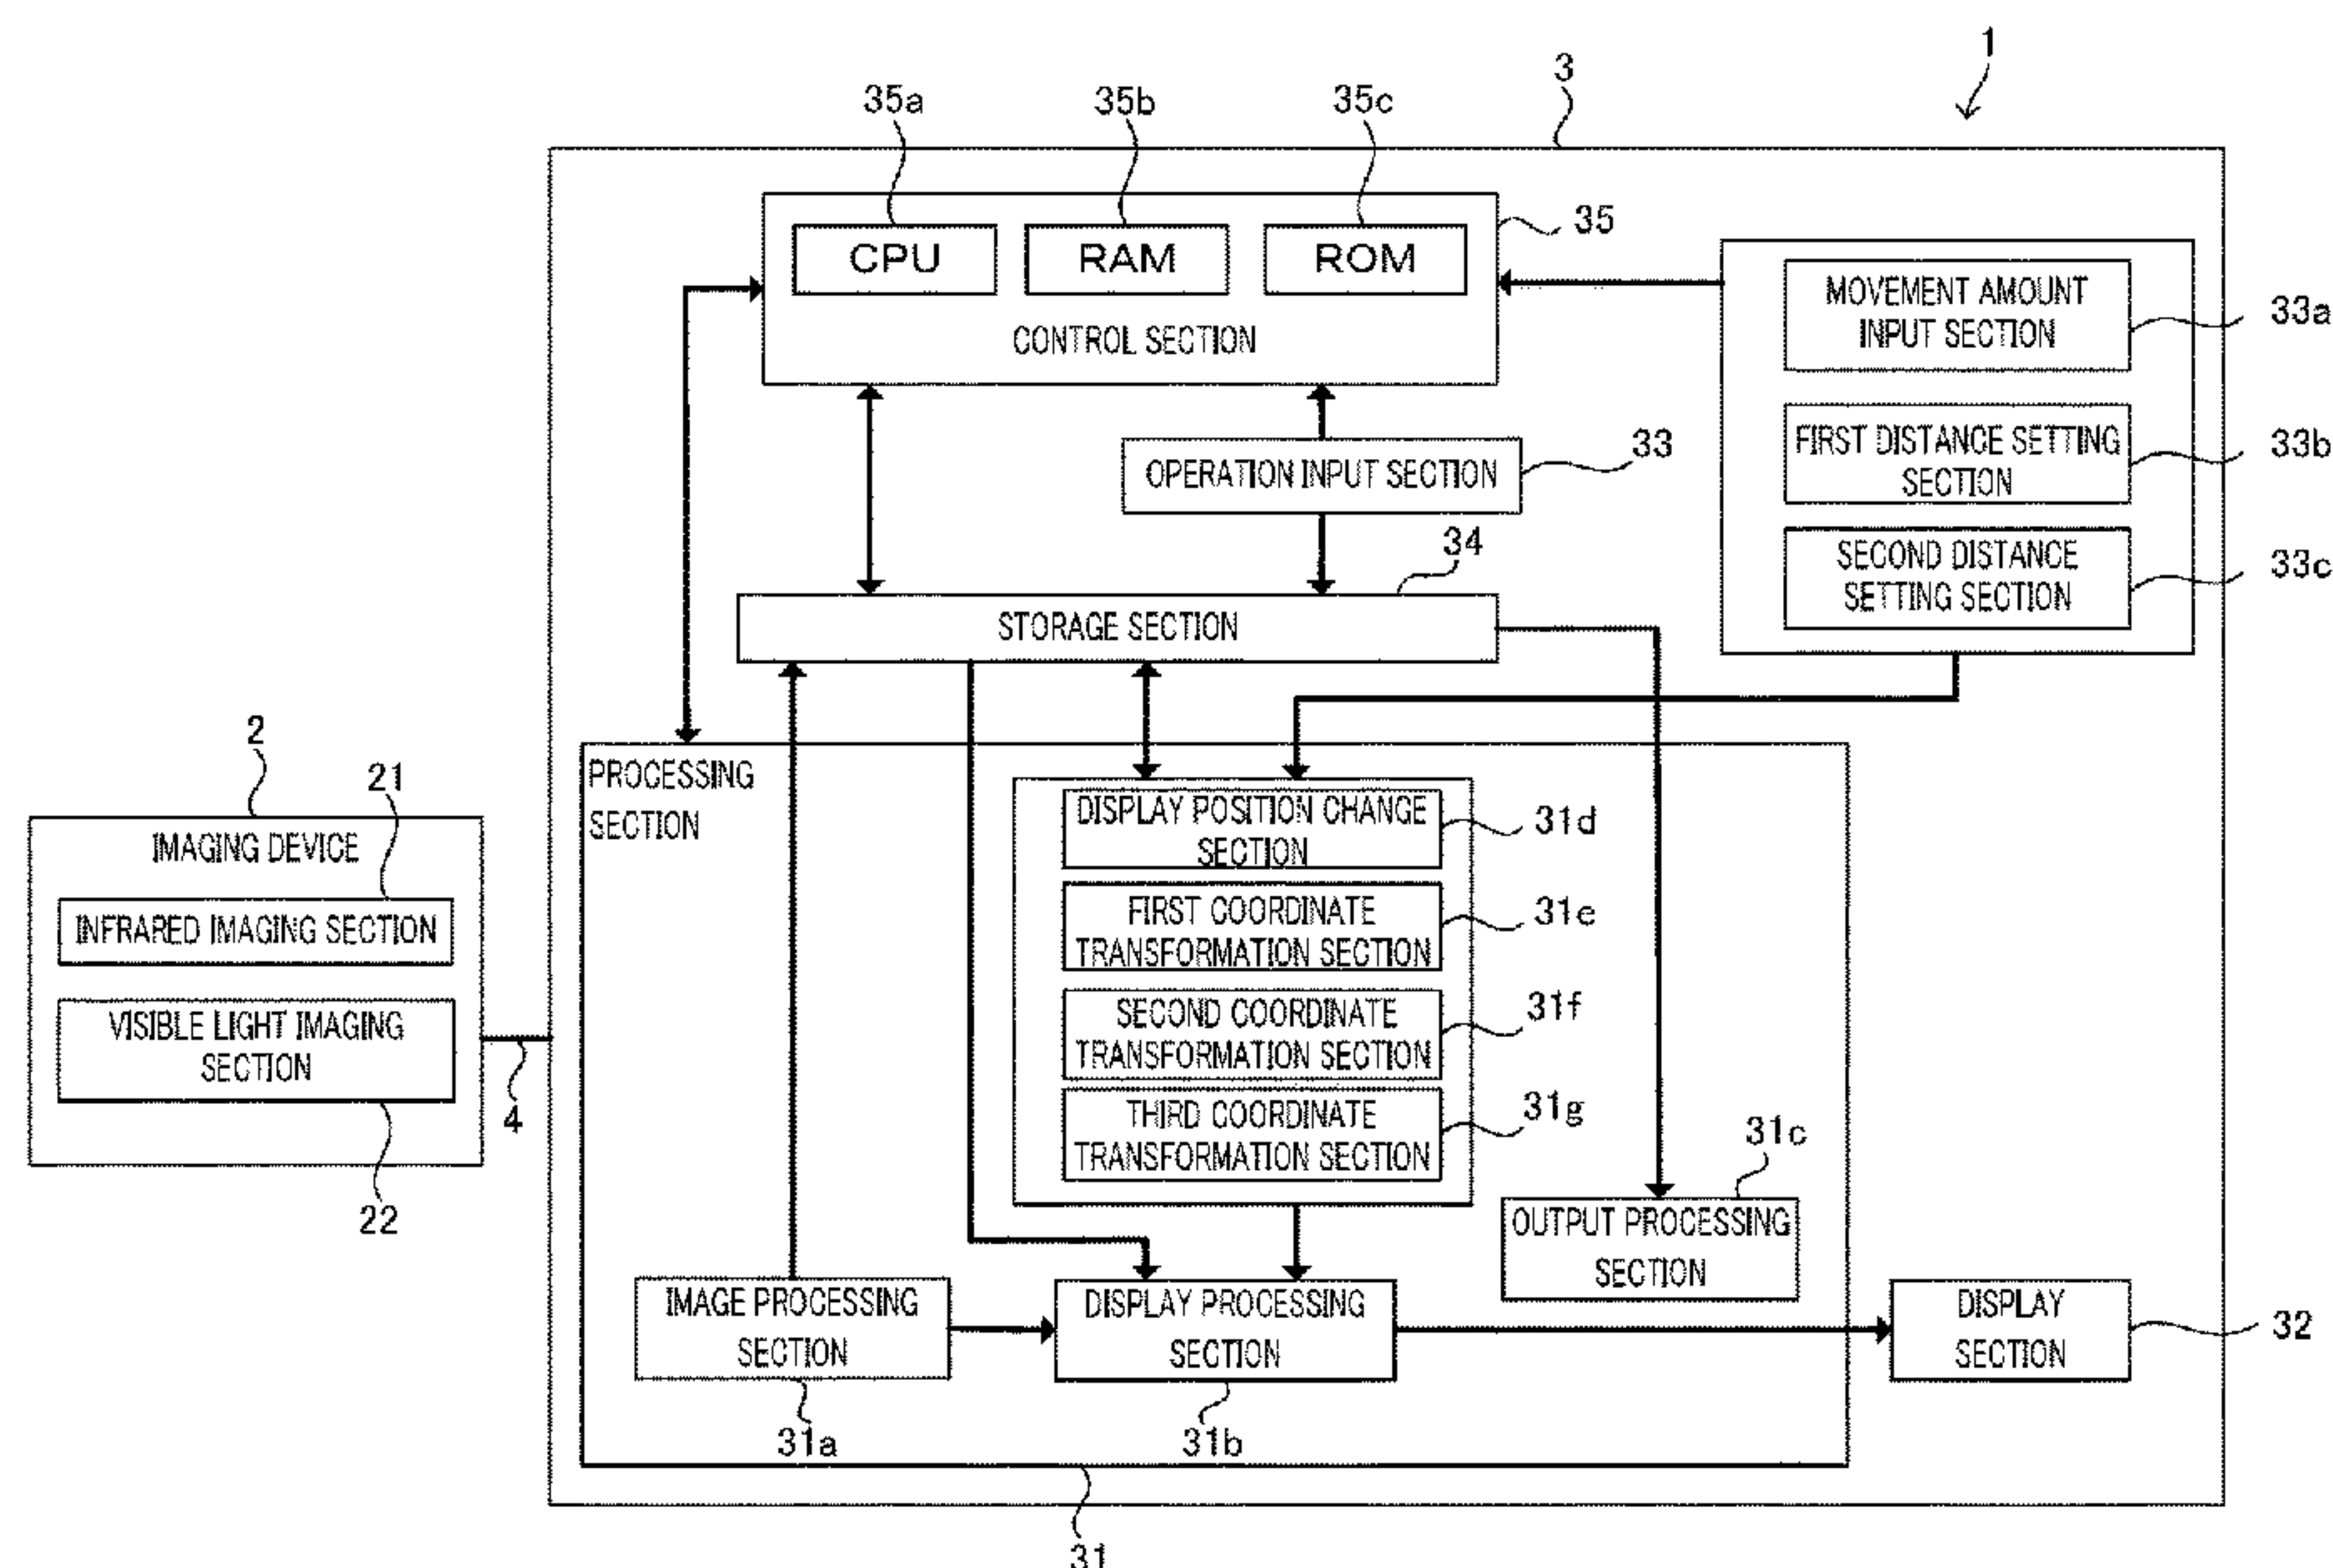 1
3
35a
35b
35c
CPU
RAM
ROM
35
CONTROL SECTION
MOVEMENT AMOUNT
INPUT SECTION
33a
FIRST DISTANCE SETTING
SECTION
33b
SECOND DISTANCE
SETTING SECTION
33c
OPERATION INPUT SECTION
33
34
STORAGE SECTION
2
21
IMAGING DEVICE
INFRARED IMAGING SECTION
VISIBLE LIGHT IMAGING
SECTION
22
4
PROCESSING
SECTION
DISPLAY POSITION CHANGE
SECTION
31d
FIRST COORDINATE
TRANSFORMATION SECTION
31e
SECOND COORDINATE
TRANSFORMATION SECTION
31f
THIRD COORDINATE
TRANSFORMATION SECTION
31g
31c
OUTPUT PROCESSING
SECTION
IMAGE PROCESSING
SECTION
31a
DISPLAY PROCESSING
SECTION
31b
DISPLAY
SECTION
32
31